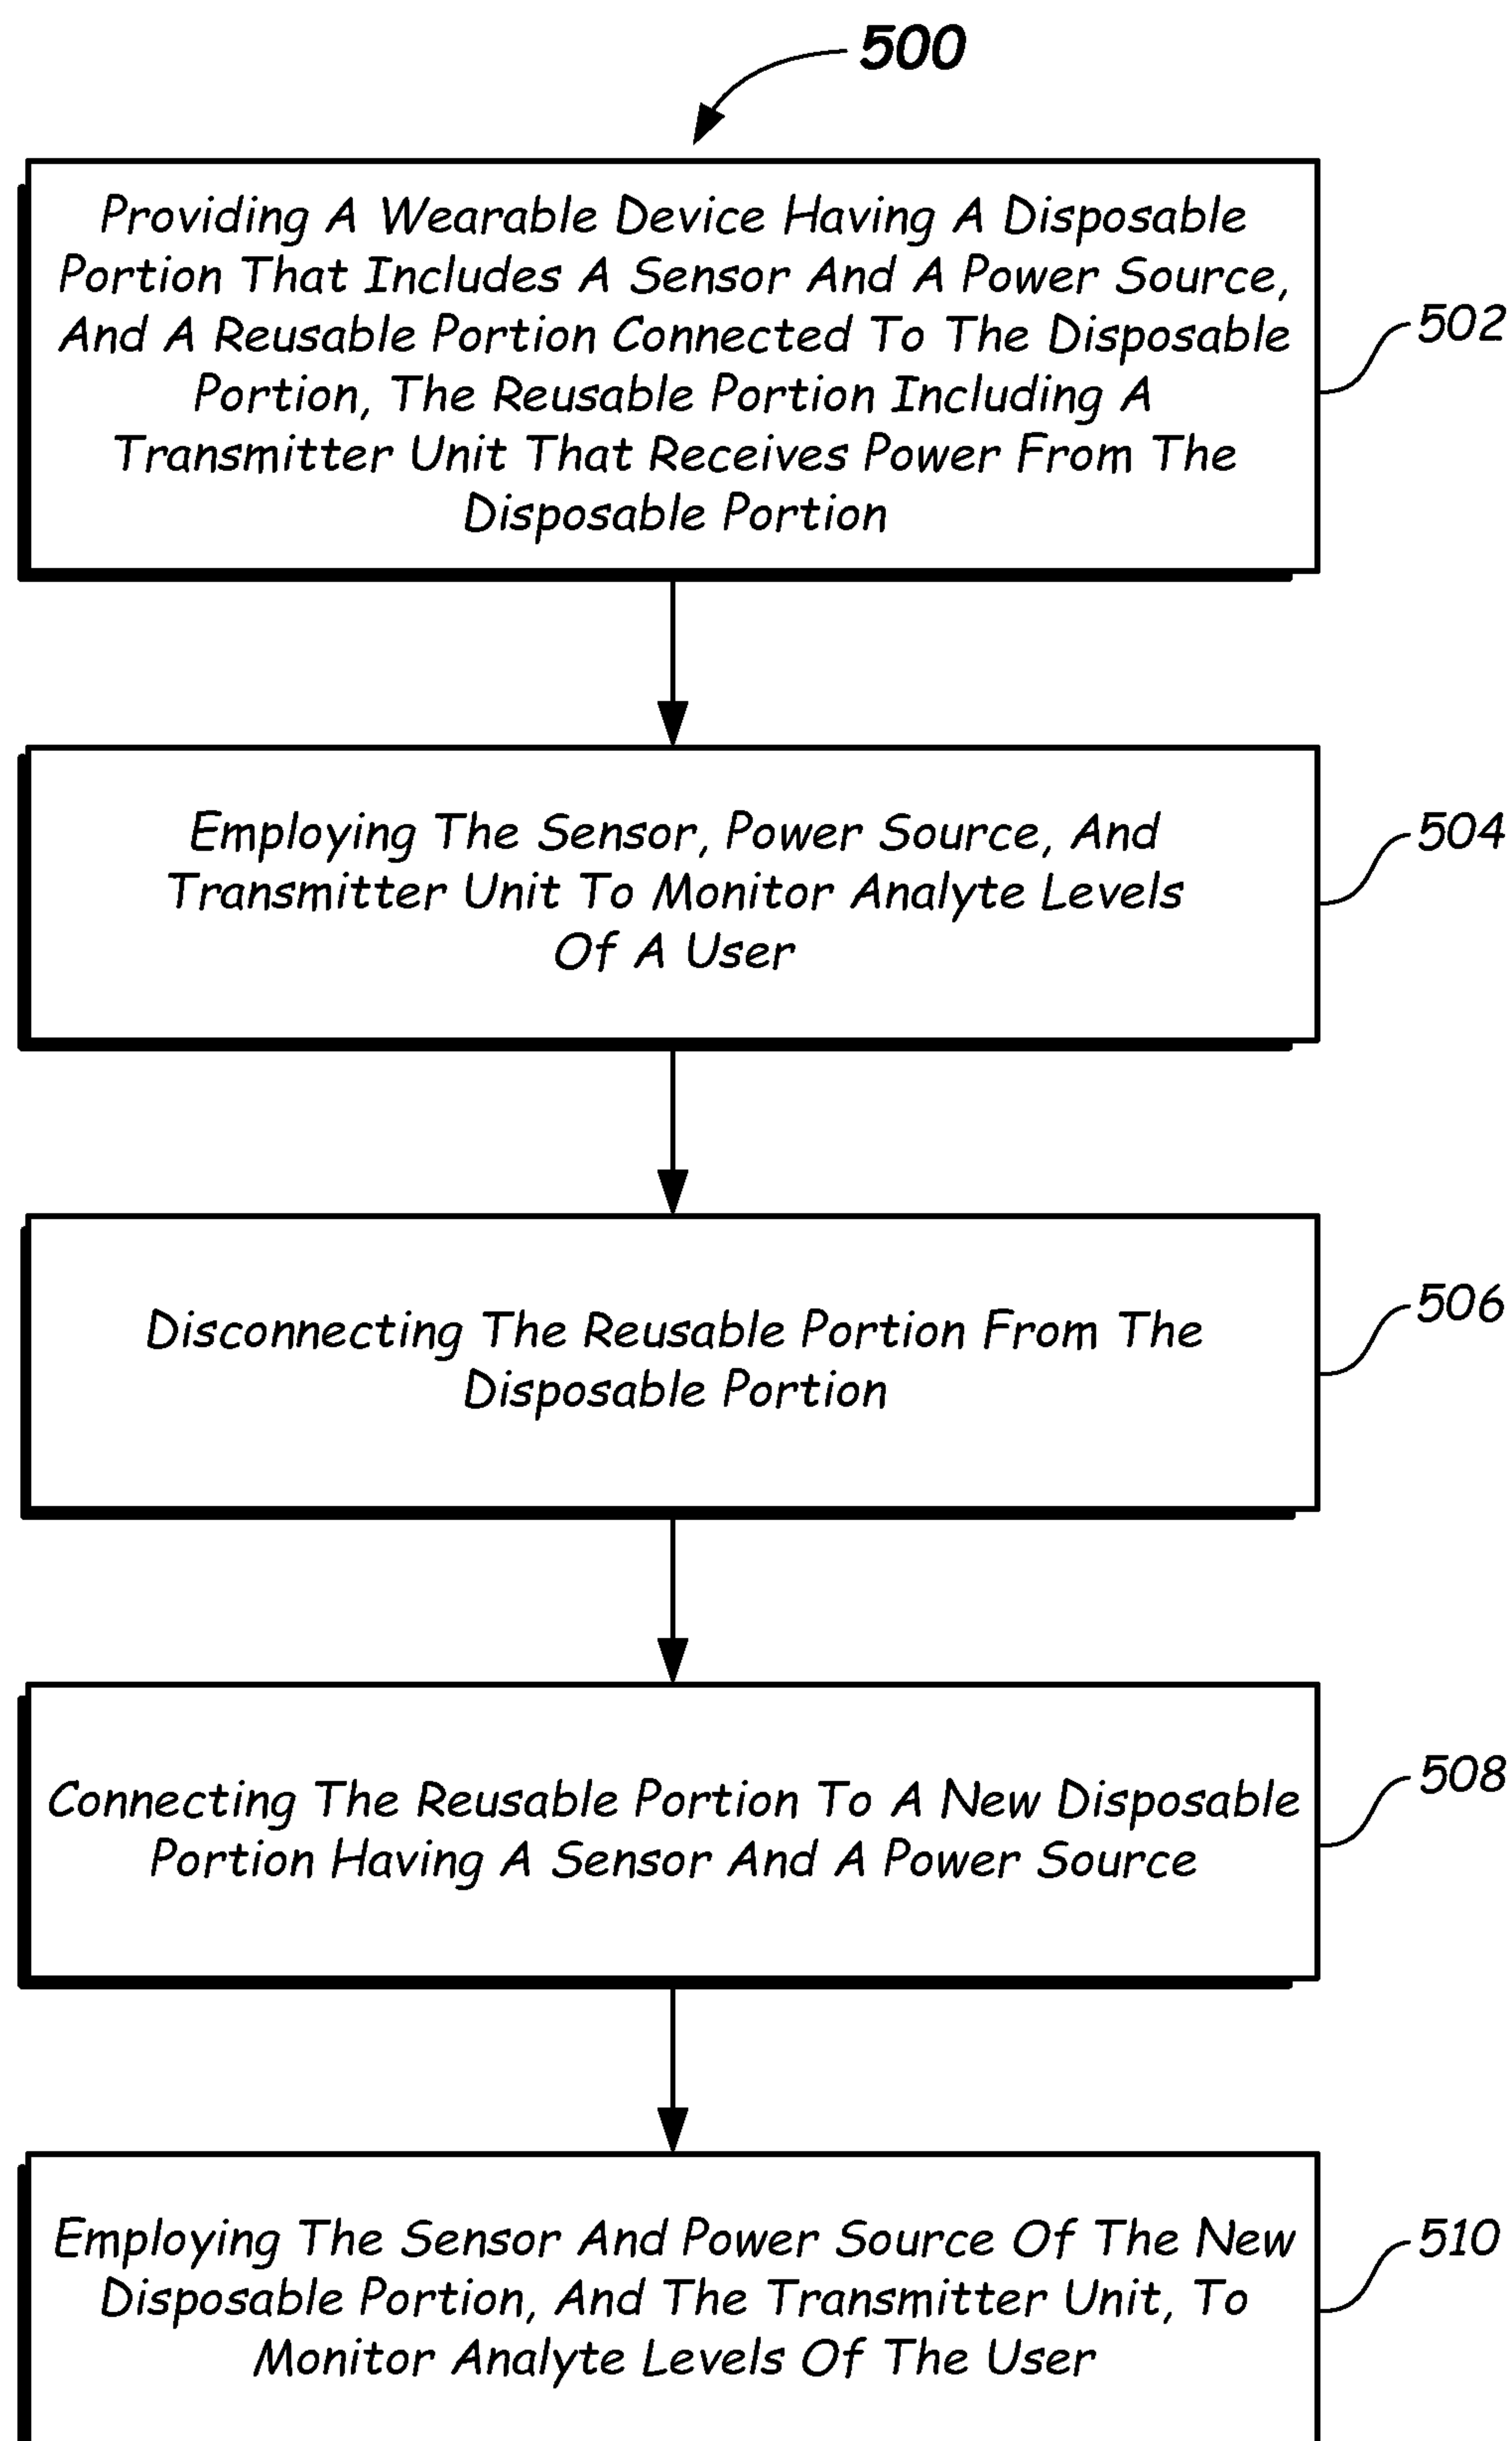 500
Providing A Wearable Device Having A Disposable
Portion That Includes A Sensor And A Power Source,
And A Reusable Portion Connected To The Disposable
Portion, The Reusable Portion Including A
Transmitter Unit That Receives Power From The
Disposable Portion
502
Employing The Sensor, Power Source, And
Transmitter Unit To Monitor Analyte Levels
Of A User
504
Disconnecting The Reusable Portion From The
Disposable Portion
506
Connecting The Reusable Portion To A New Disposable
Portion Having A Sensor And A Power Source
508
Employing The Sensor And Power Source Of The New
Disposable Portion, And The Transmitter Unit, To
Monitor Analyte Levels Of The User
510